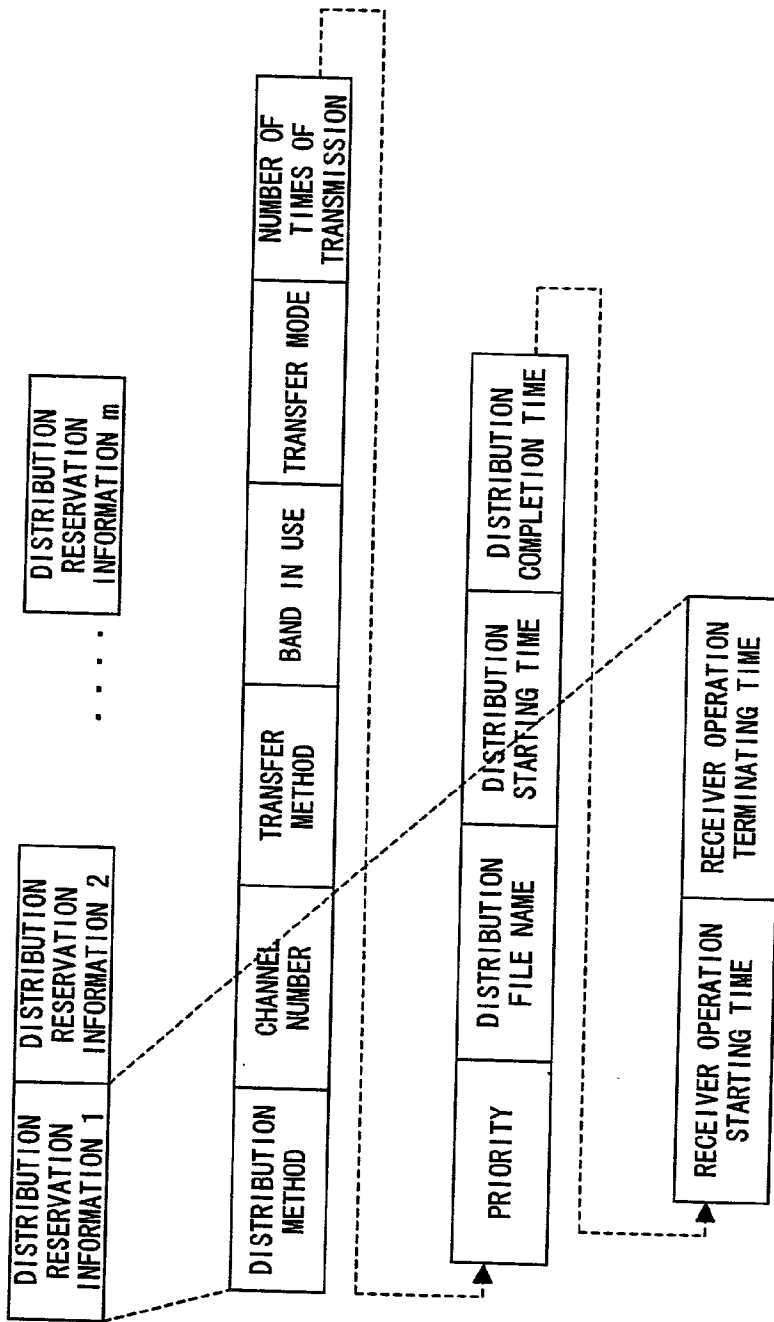 DISTRIBUTION
RESERVATION
INFORMATION 1
DISTRIBUTION
RESERVATION
INFORMATION 2
. . . .
DISTRIBUTION
RESERVATION
INFORMATION m
DISTRIBUTION
METHOD
CHANNEL
NUMBER
TRANSFER
METHOD
BAND IN USE
TRANSFER MODE
NUMBER OF
TIMES OF
TRANSMISSION
PRIORITY
DISTRIBUTION
FILE NAME
DISTRIBUTION
STARTING TIME
DISTRIBUTION
COMPLETION TIME
RECEIVER OPERATION
STARTING TIME
RECEIVER OPERATION
TERMINATING TIME